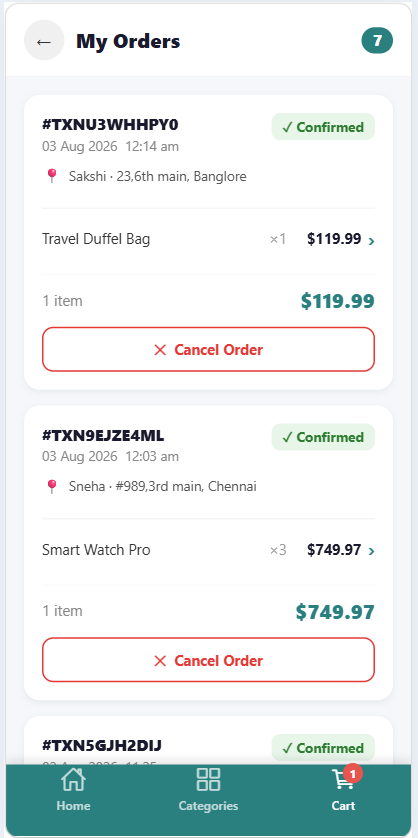 ← My Orders 7
#TXNU3WHHPY0 ✓ Confirmed
03 Aug 2026 12:14 am
Sakshi · 23,6th main, Banglore
Travel Duffel Bag ×1 $119.99 ›
1 item $119.99
✕ Cancel Order
#TXN9EJZE4ML ✓ Confirmed
03 Aug 2026 12:03 am
Sneha · #989,3rd main, Chennai
Smart Watch Pro ×3 $749.97 ›
1 item $749.97
✕ Cancel Order
#TXN5GJH2DIJ ✓ Confirmed
1
Home Categories Cart